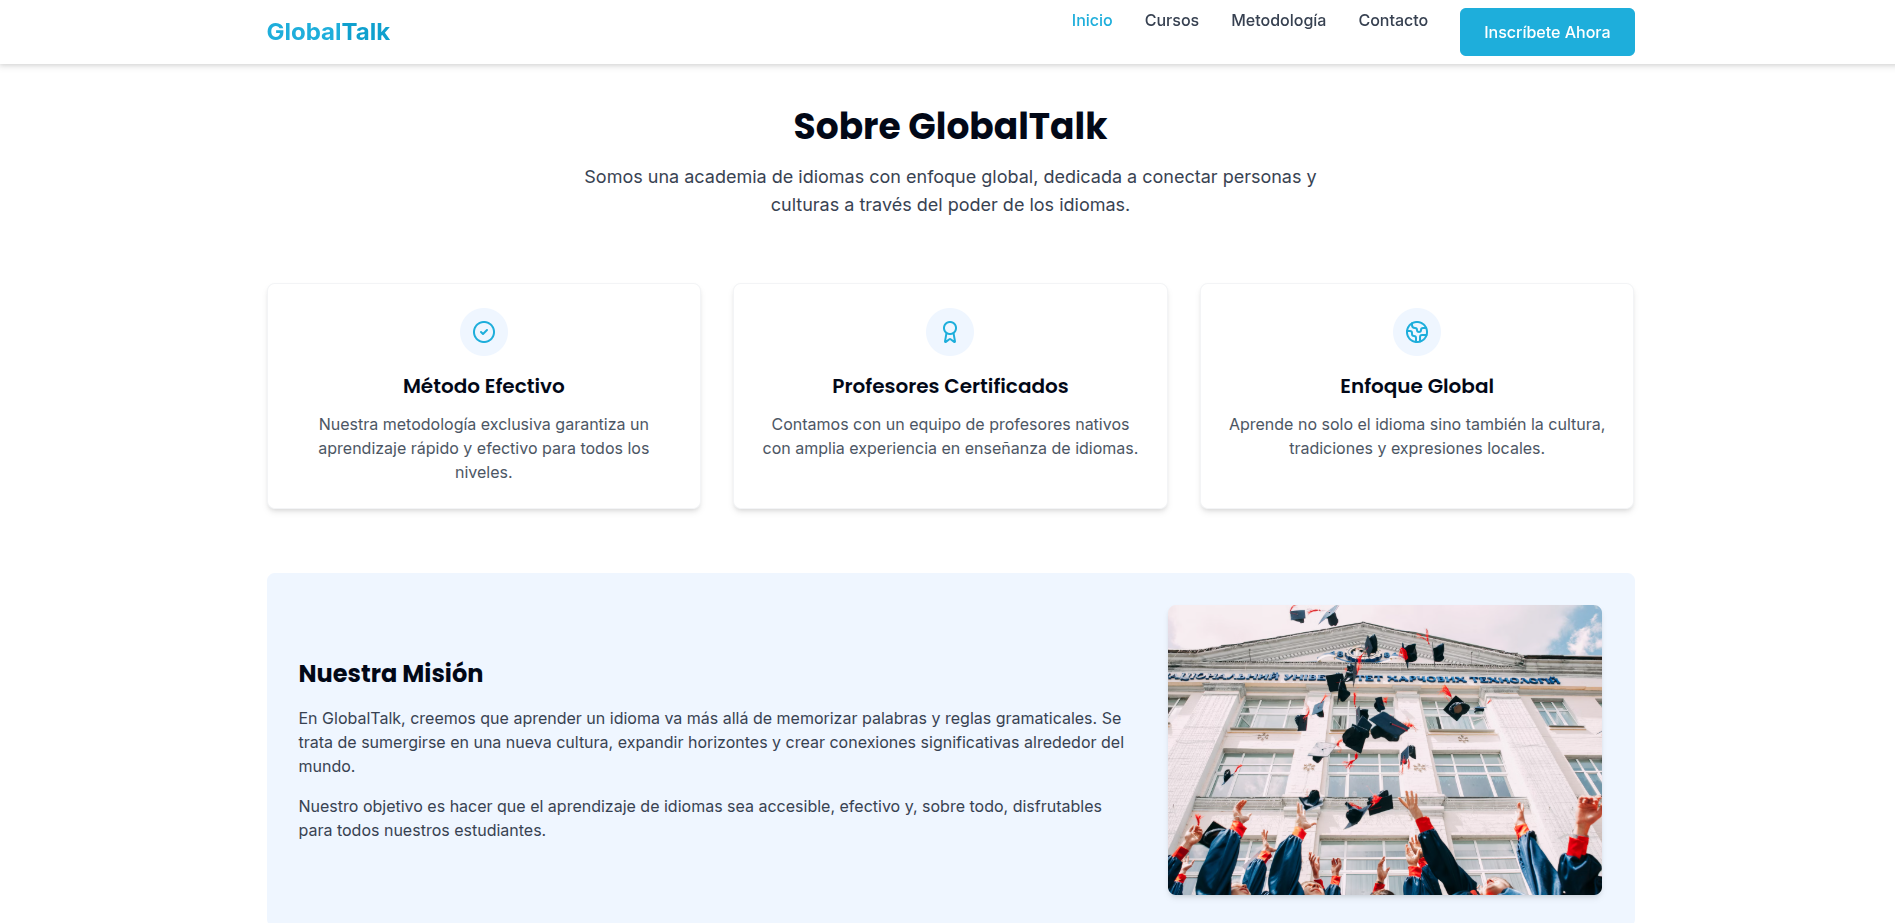 GlobalTalk
Inicio
Cursos
Metodología
Contacto
Inscríbete Ahora
Sobre GlobalTalk
Somos una academia de idiomas con enfoque global, dedicada a conectar personas y
culturas a través del poder de los idiomas.
Método Efectivo
Nuestra metodología exclusiva garantiza un
aprendizaje rápido y efectivo para todos los
niveles.
Profesores Certificados
Contamos con un equipo de profesores nativos
con amplia experiencia en enseñanza de idiomas.
Enfoque Global
Aprende no solo el idioma sino también la cultura,
tradiciones y expresiones locales.
Nuestra Misión
En GlobalTalk, creemos que aprender un idioma va más allá de memorizar palabras y reglas gramaticales. Se
trata de sumergirse en una nueva cultura, expandir horizontes y crear conexiones significativas alrededor del
mundo.
Nuestro objetivo es hacer que el aprendizaje de idiomas sea accesible, efectivo y, sobre todo, disfrutables
para todos nuestros estudiantes.
ХАРЧОВИХ ТЕХНОЛОГІЙ